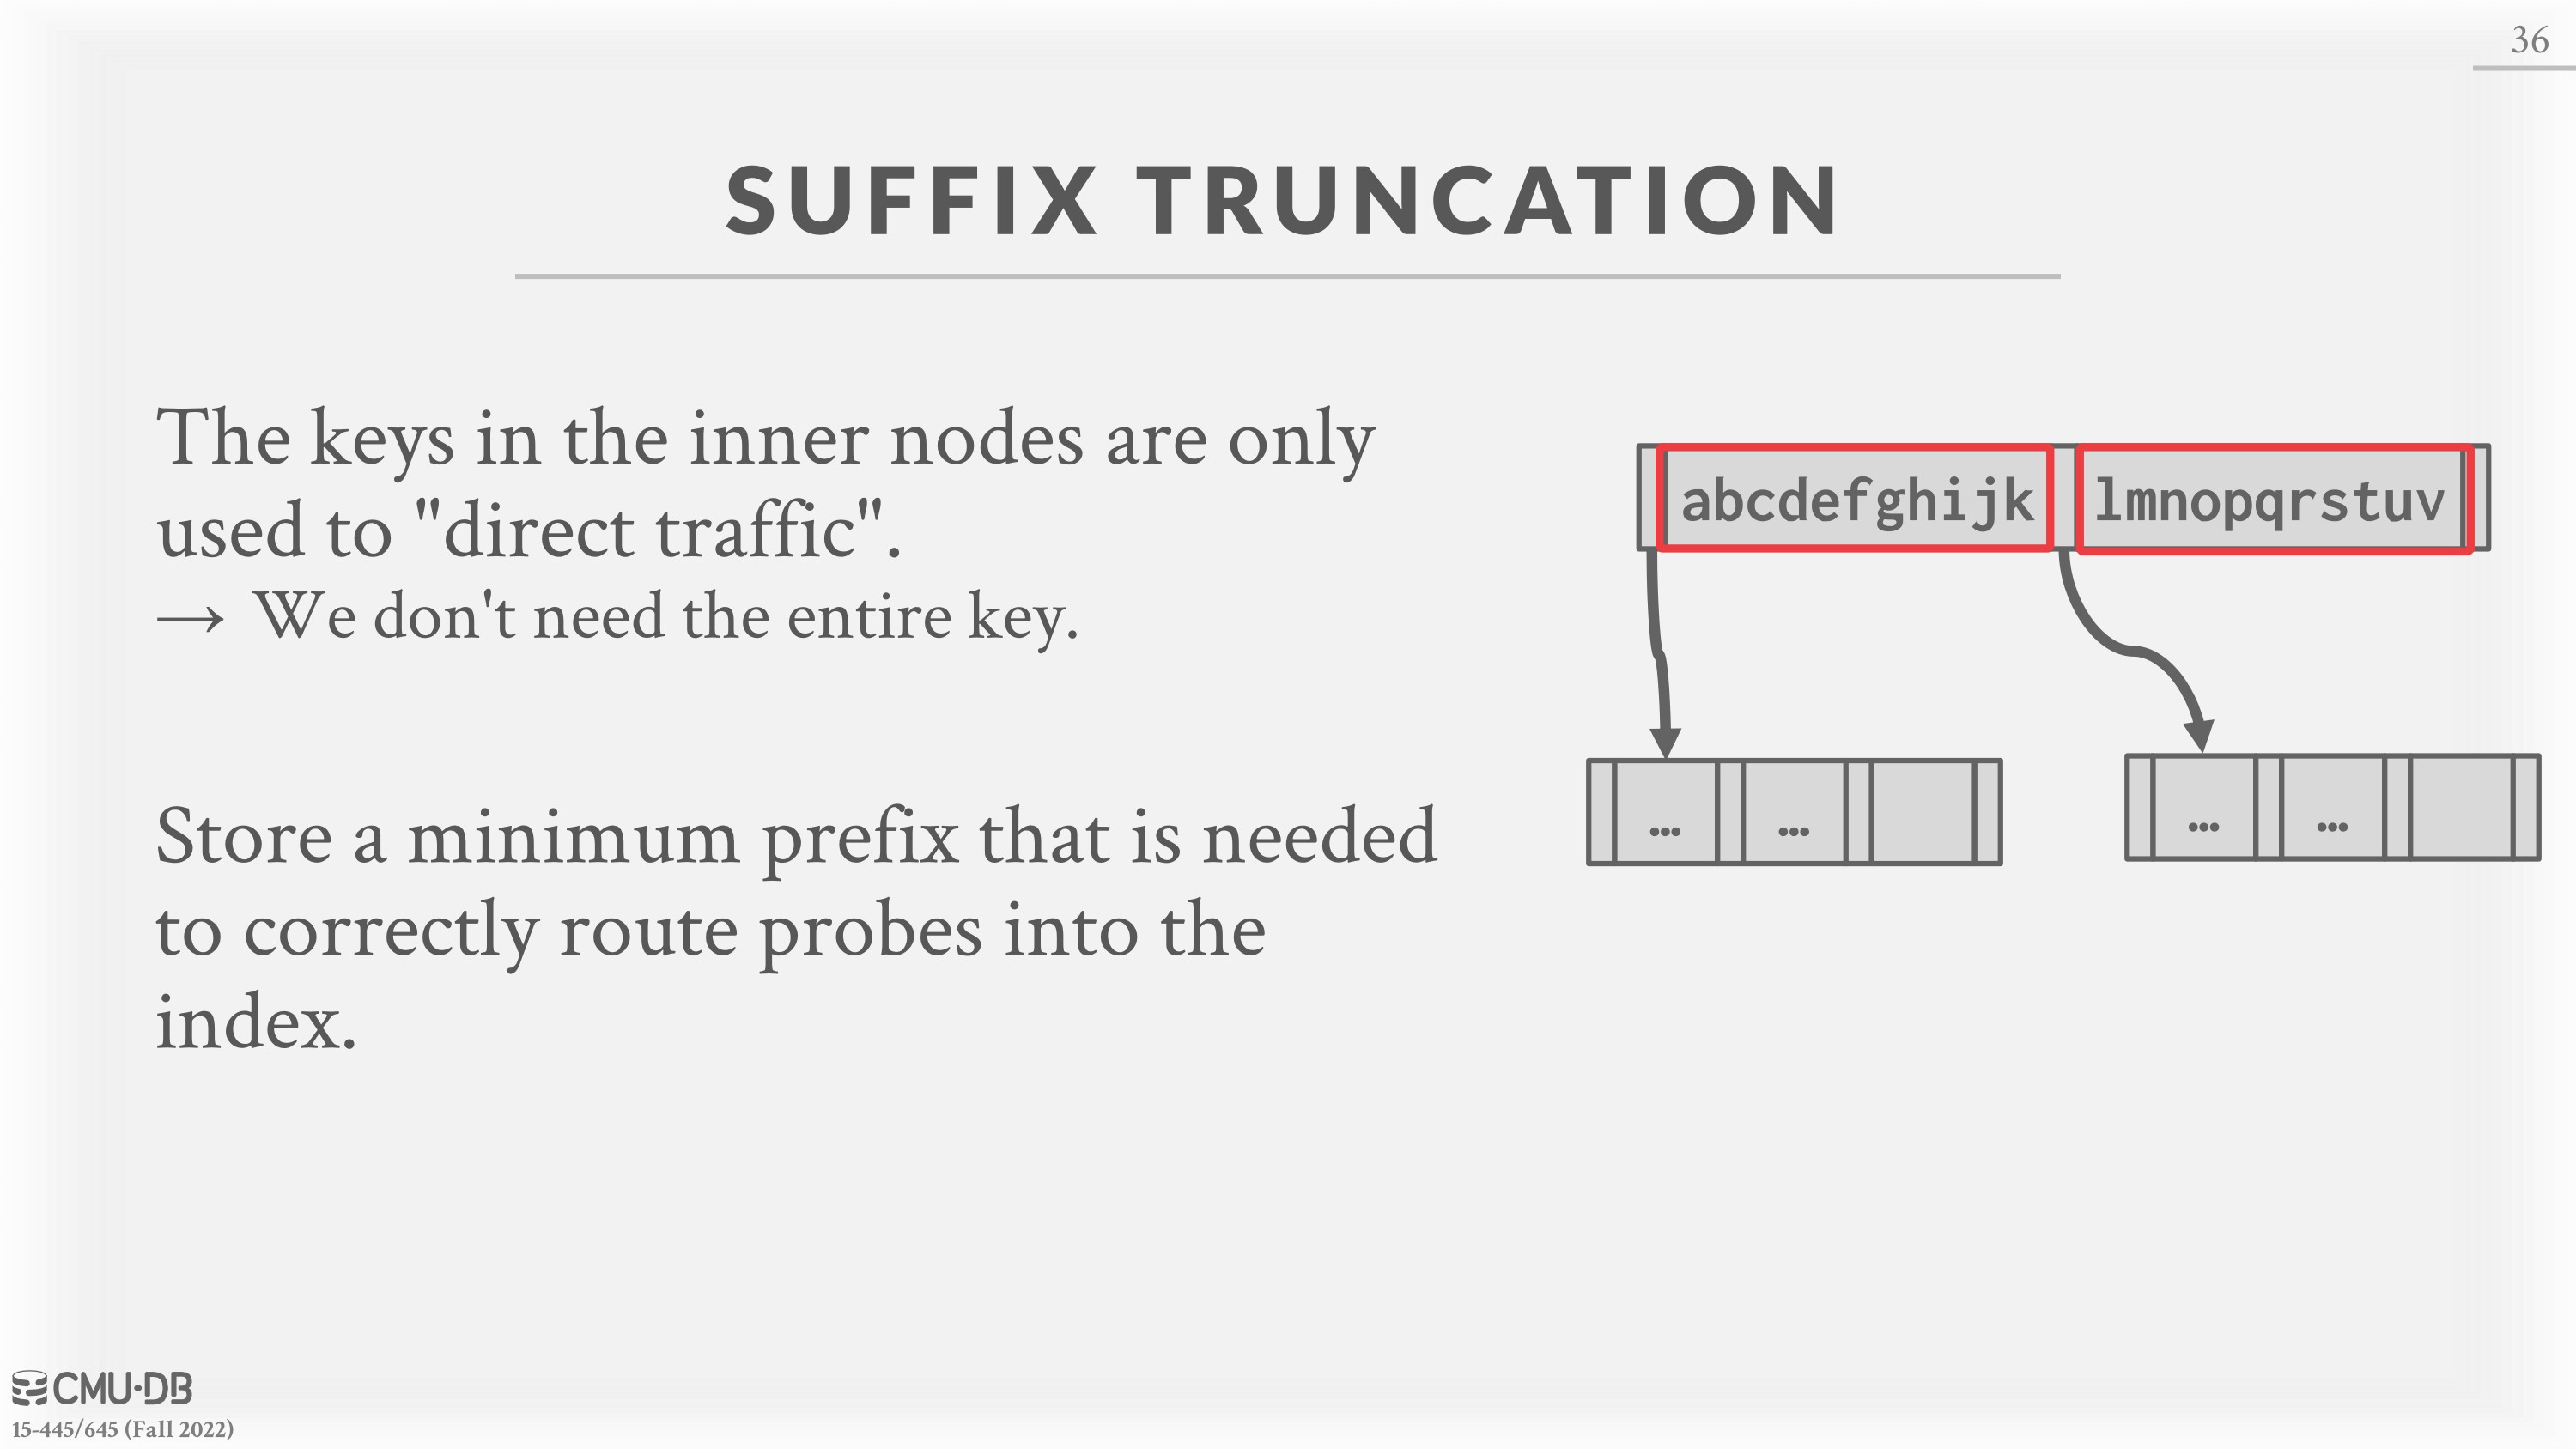 36
SUFFIX TRUNCATION
The keys in the inner nodes are only
used to "direct traffic".
→ We don't need the entire key.
Store a minimum prefix that is needed
to correctly route probes into the
index.
abcdefghijk lmnopqrstuv
... ... ... ...
CMU·DB
15-445/645 (Fall 2022)